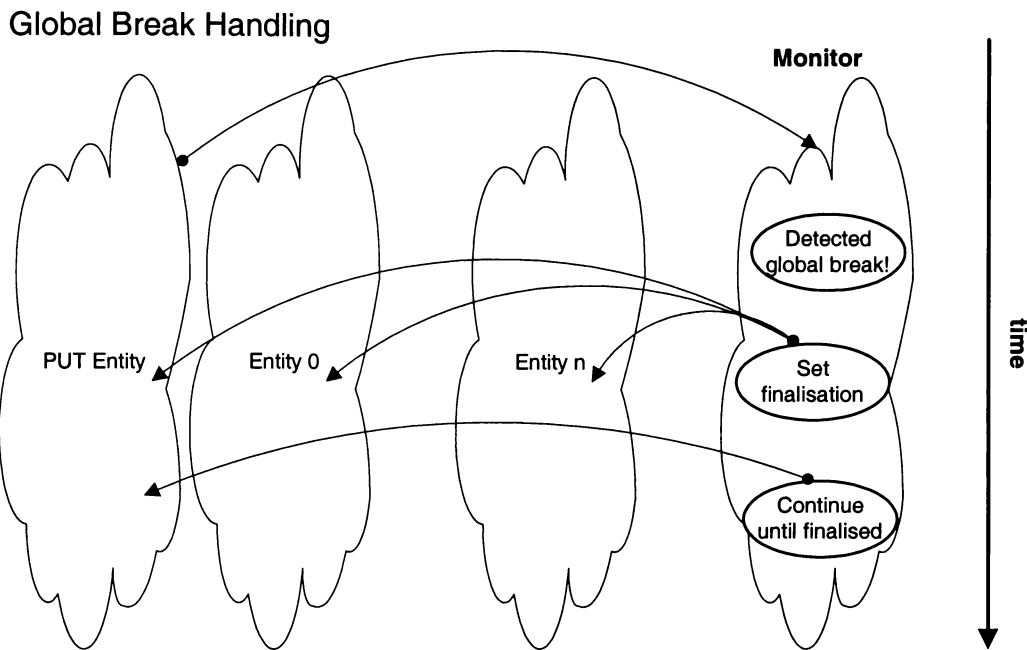 Global Break Handling
Monitor
Detected
global break!
PUT Entity
Entity 0
Entity n
Set
finalisation
Continue
until finalised
time